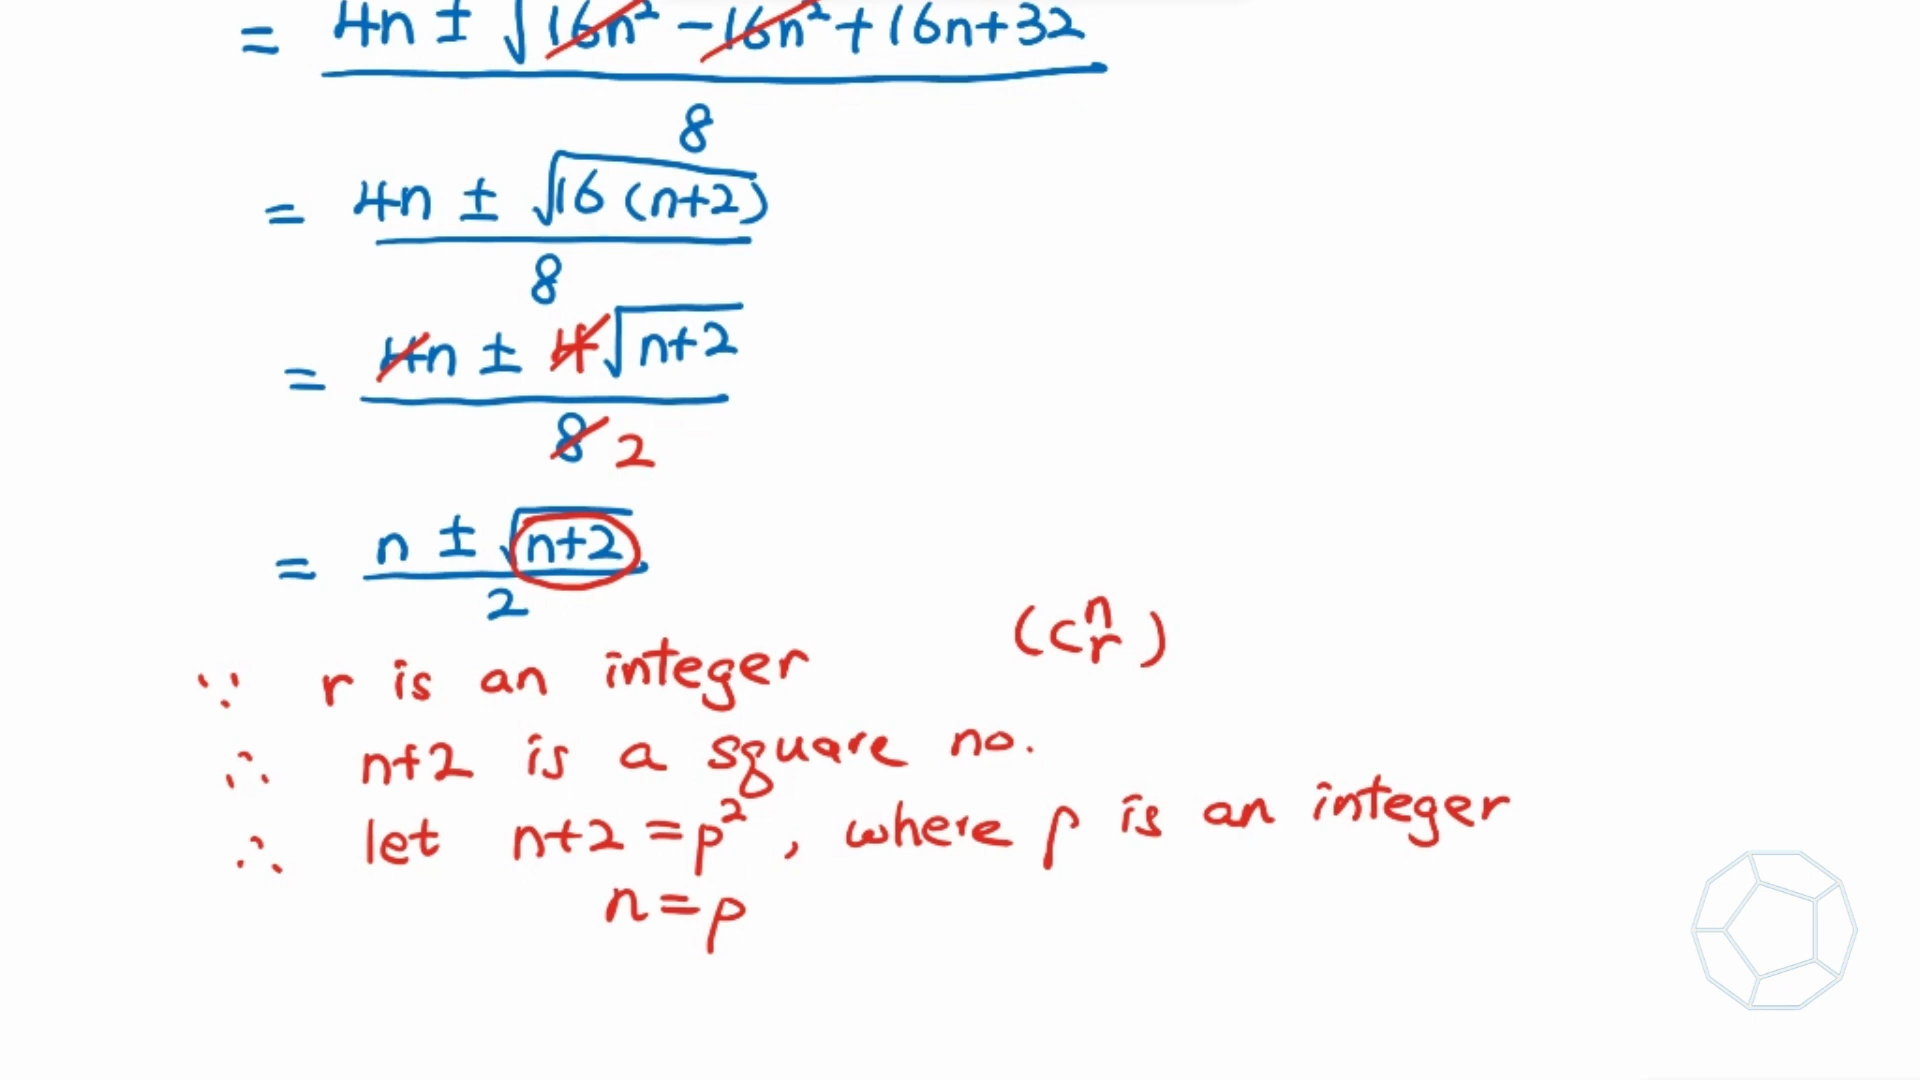 = 4n ± √16n² − 16n² + 16n + 32
8
= 4n ± √16 (n+2)
8
= 4n ± 4√n+2
8 2
= n ± √n+2
2
∵ r is an integer (Cⁿᵣ)
∴ n+2 is a square no.
∴ let n+2 = p², where p is an integer
n = p